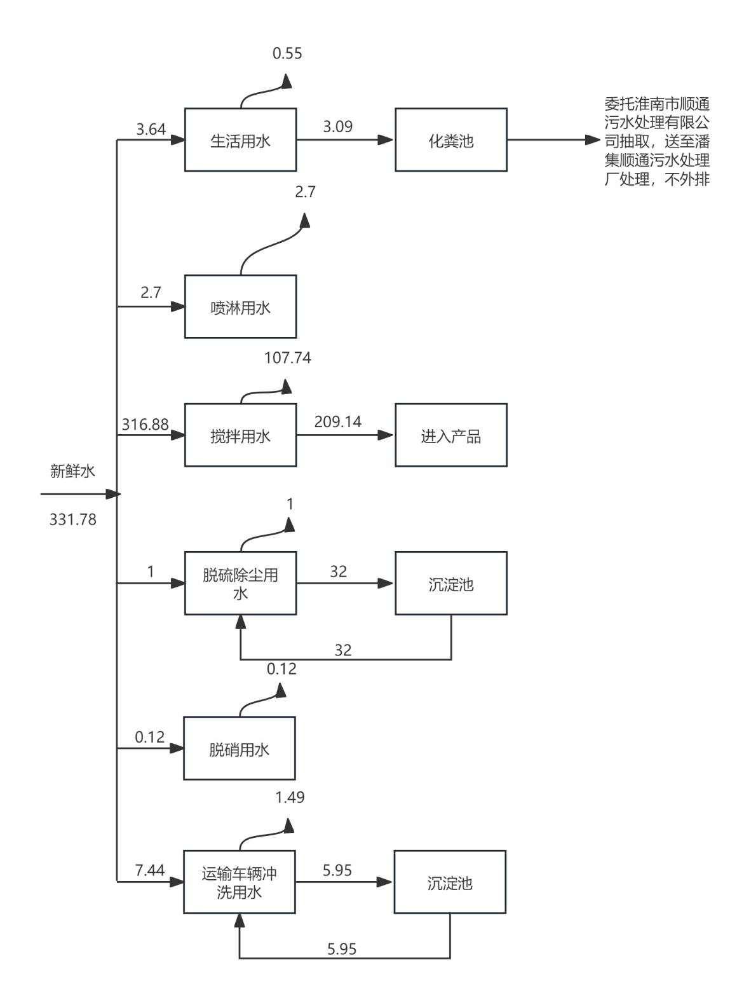 0.55
3.64
生活用水
3.09
化粪池
委托淮南市顺通
污水处理有限公
司抽取，送至潘
集顺通污水处理
厂处理，不外排
2.7
2.7
喷淋用水
107.74
316.88
搅拌用水
209.14
进入产品
新鲜水
331.78
1
1
脱硫除尘用
水
32
沉淀池
32
0.12
0.12
脱硝用水
1.49
7.44
运输车辆冲
洗用水
5.95
沉淀池
5.95